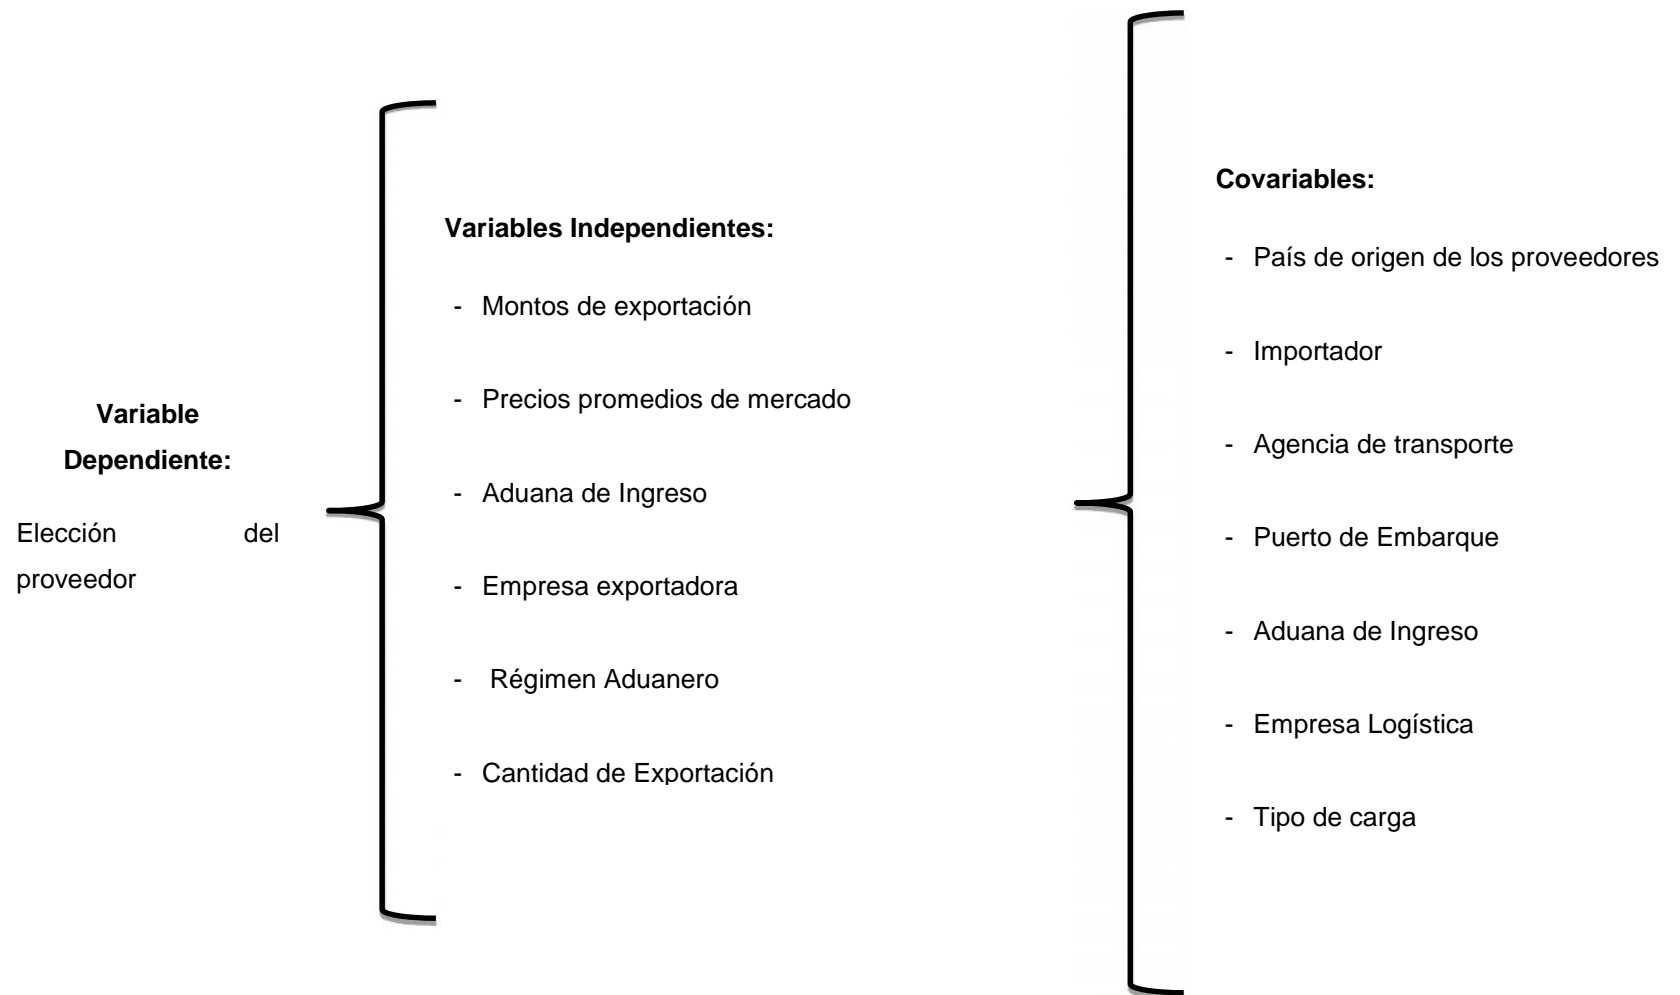 Variable
Dependiente:
Elección del
proveedor
Variables Independientes:
- Montos de exportación
- Precios promedios de mercado
- Aduana de Ingreso
- Empresa exportadora
- Régimen Aduanero
- Cantidad de Exportación
Covariables:
- País de origen de los proveedores
- Importador
- Agencia de transporte
- Puerto de Embarque
- Aduana de Ingreso
- Empresa Logística
- Tipo de carga